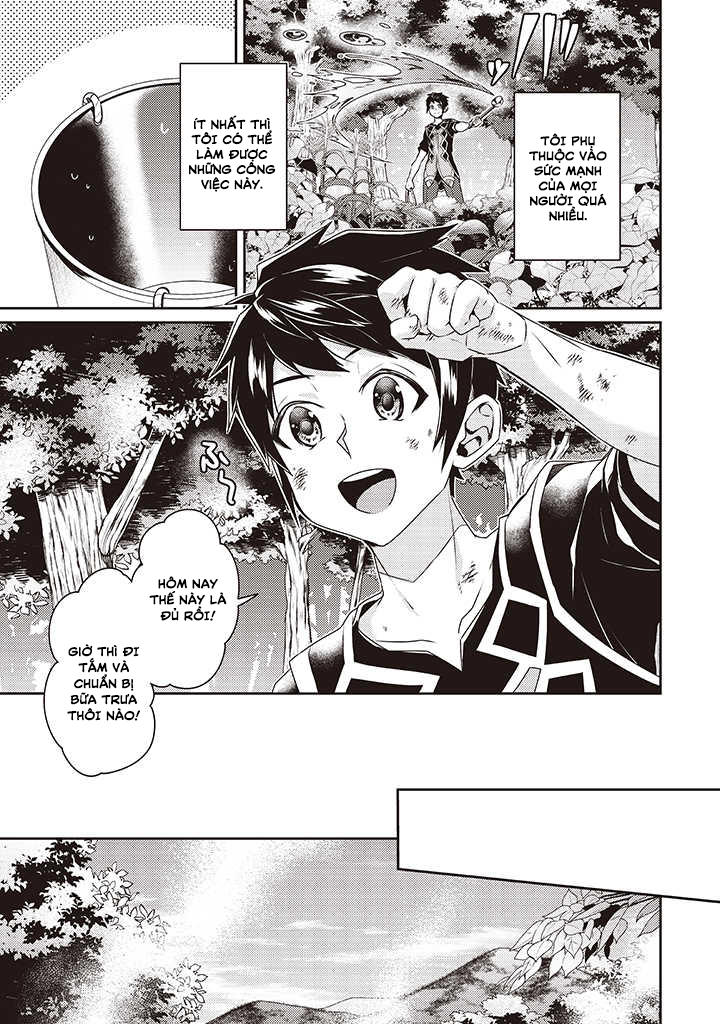 TÔI PHỤ
THUỘC VÀO
SỨC MẠNH
CỦA MỌI
NGƯỜI QUÁ
NHIỀU.
ÍT NHẤT THÌ
TÔI CÓ THỂ
LÀM ĐƯỢC
NHỮNG CÔNG
VIỆC NÀY.
ふ〜
HÔM NAY
THẾ NÀY LÀ
ĐỦ RỒI!
GIỜ THÌ ĐI
TẮM VÀ
CHUẨN BỊ
BỮA TRƯA
THÔI NÀO!